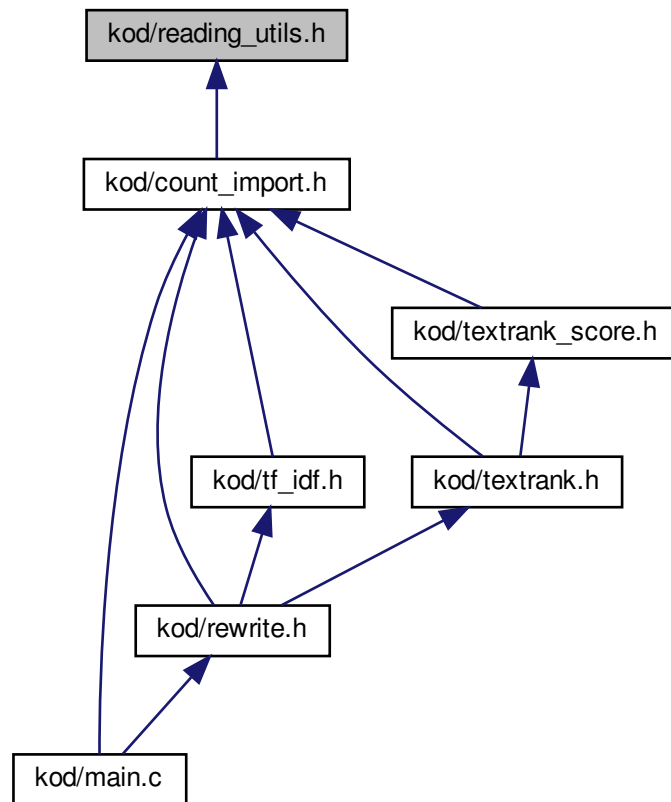 kod/reading_utils.h
kod/count_import.h
kod/textrank_score.h
kod/tf_idf.h
kod/textrank.h
kod/rewrite.h
kod/main.c